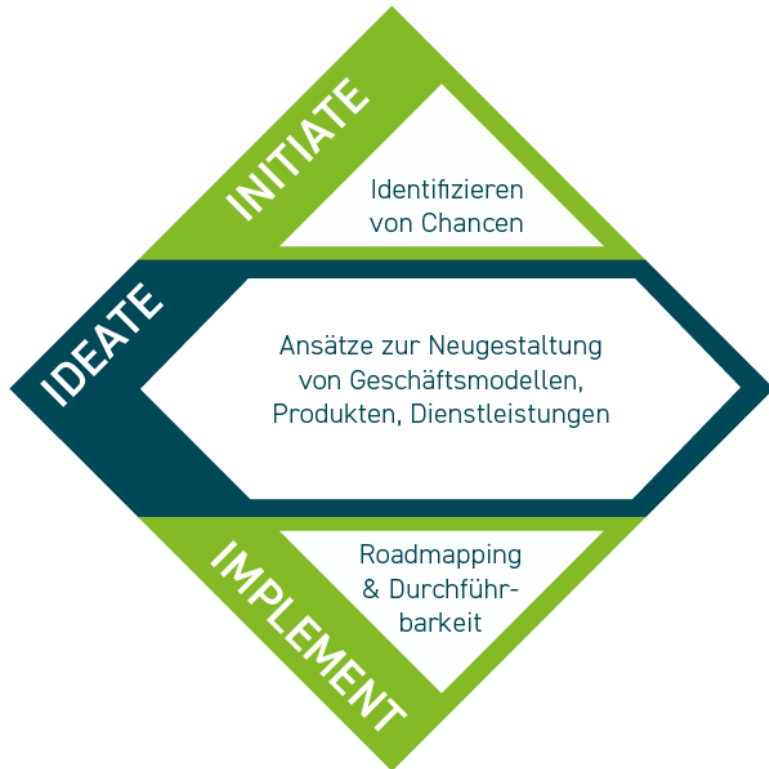 INITIATE
Identifizieren
von Chancen
IDEATE
Ansätze zur Neugestaltung
von Geschäftsmodellen,
Produkten, Dienstleistungen
IMPLEMENT
Roadmapping
& Durchführ-
barkeit